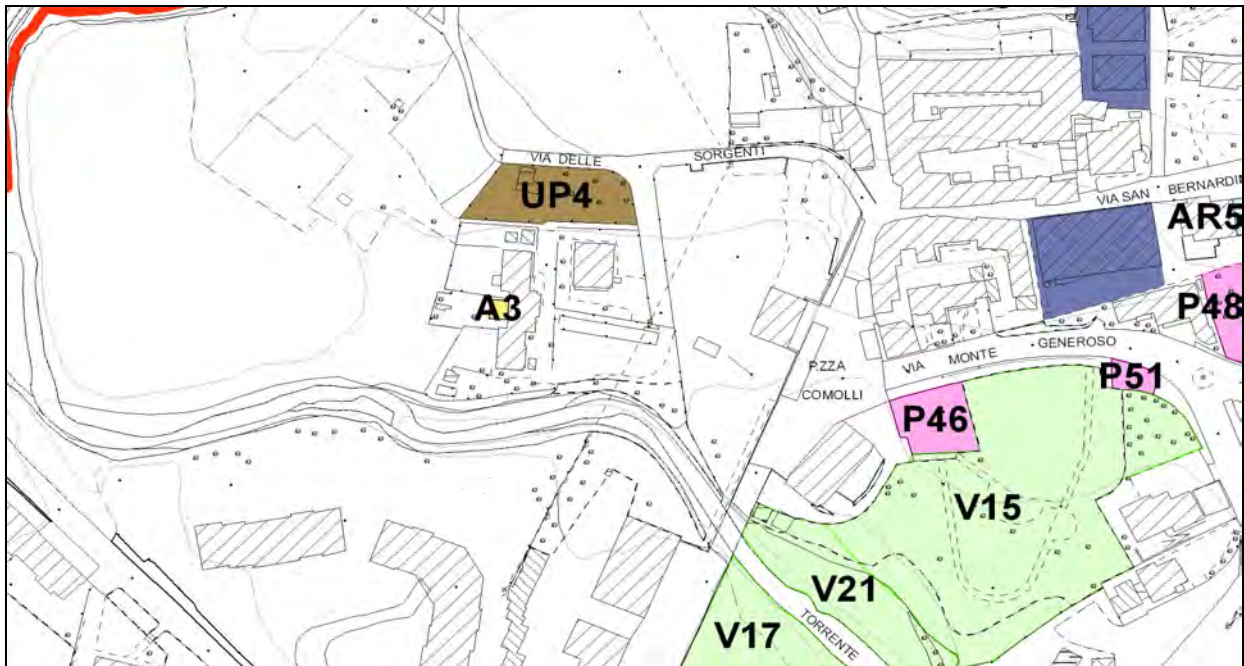 VIA DELLE SORGENTI
UP4
VIA SAN BERNARDIN
AR5
A3
P48
VIA MONTE GENEROSO
P.ZZA
COMOLLI
P51
P46
V15
V21
V17
TORRENTE